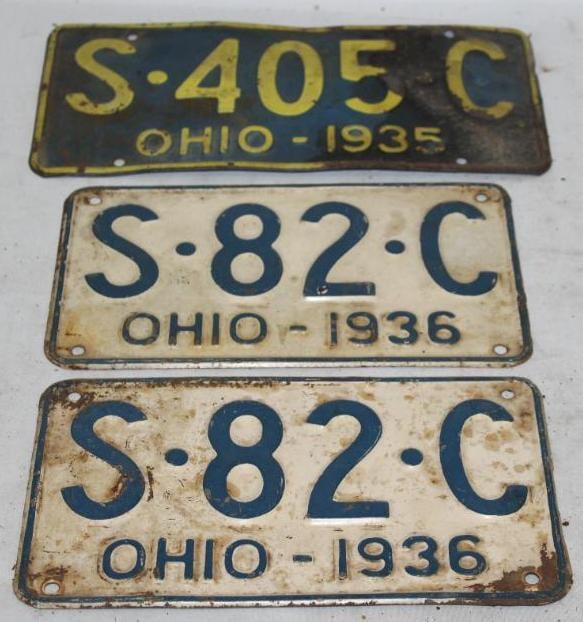 S·405 C
OHIO - 1935
S·82·C
OHIO - 1936
S·82·C
OHIO - 1936